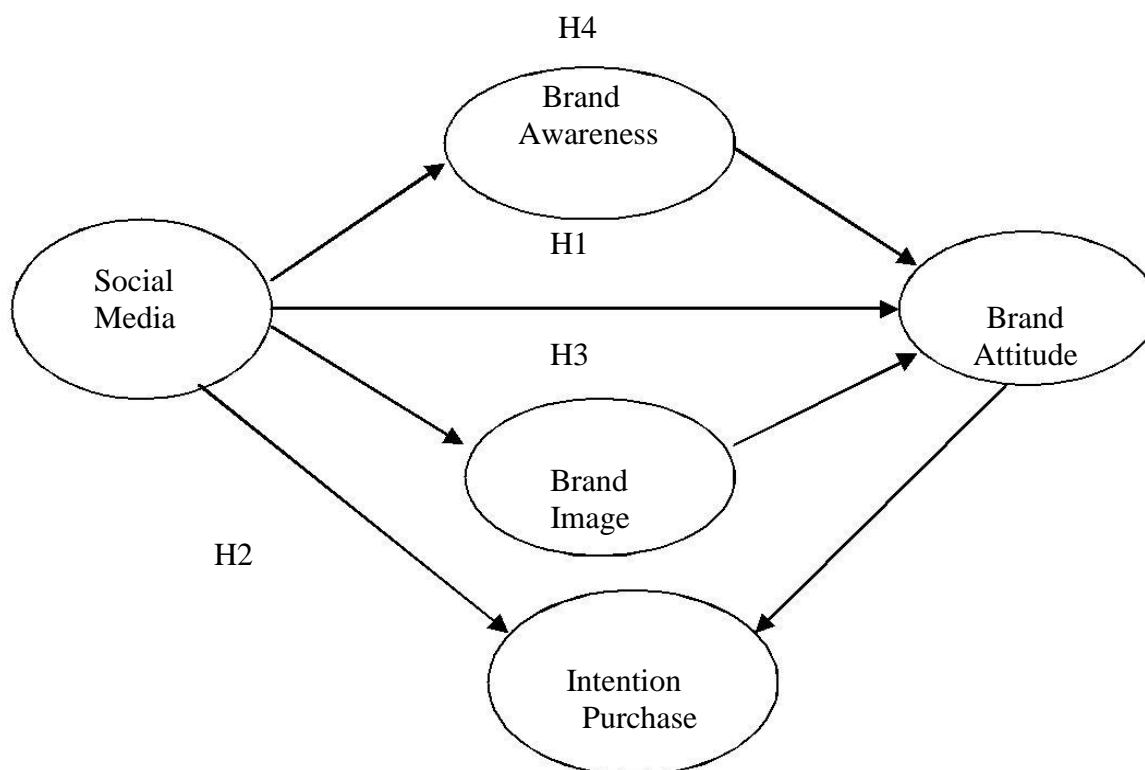 H4
Brand
Awareness
H1
Social
Media
Brand
Attitude
H3
Brand
Image
H2
Intention
Purchase